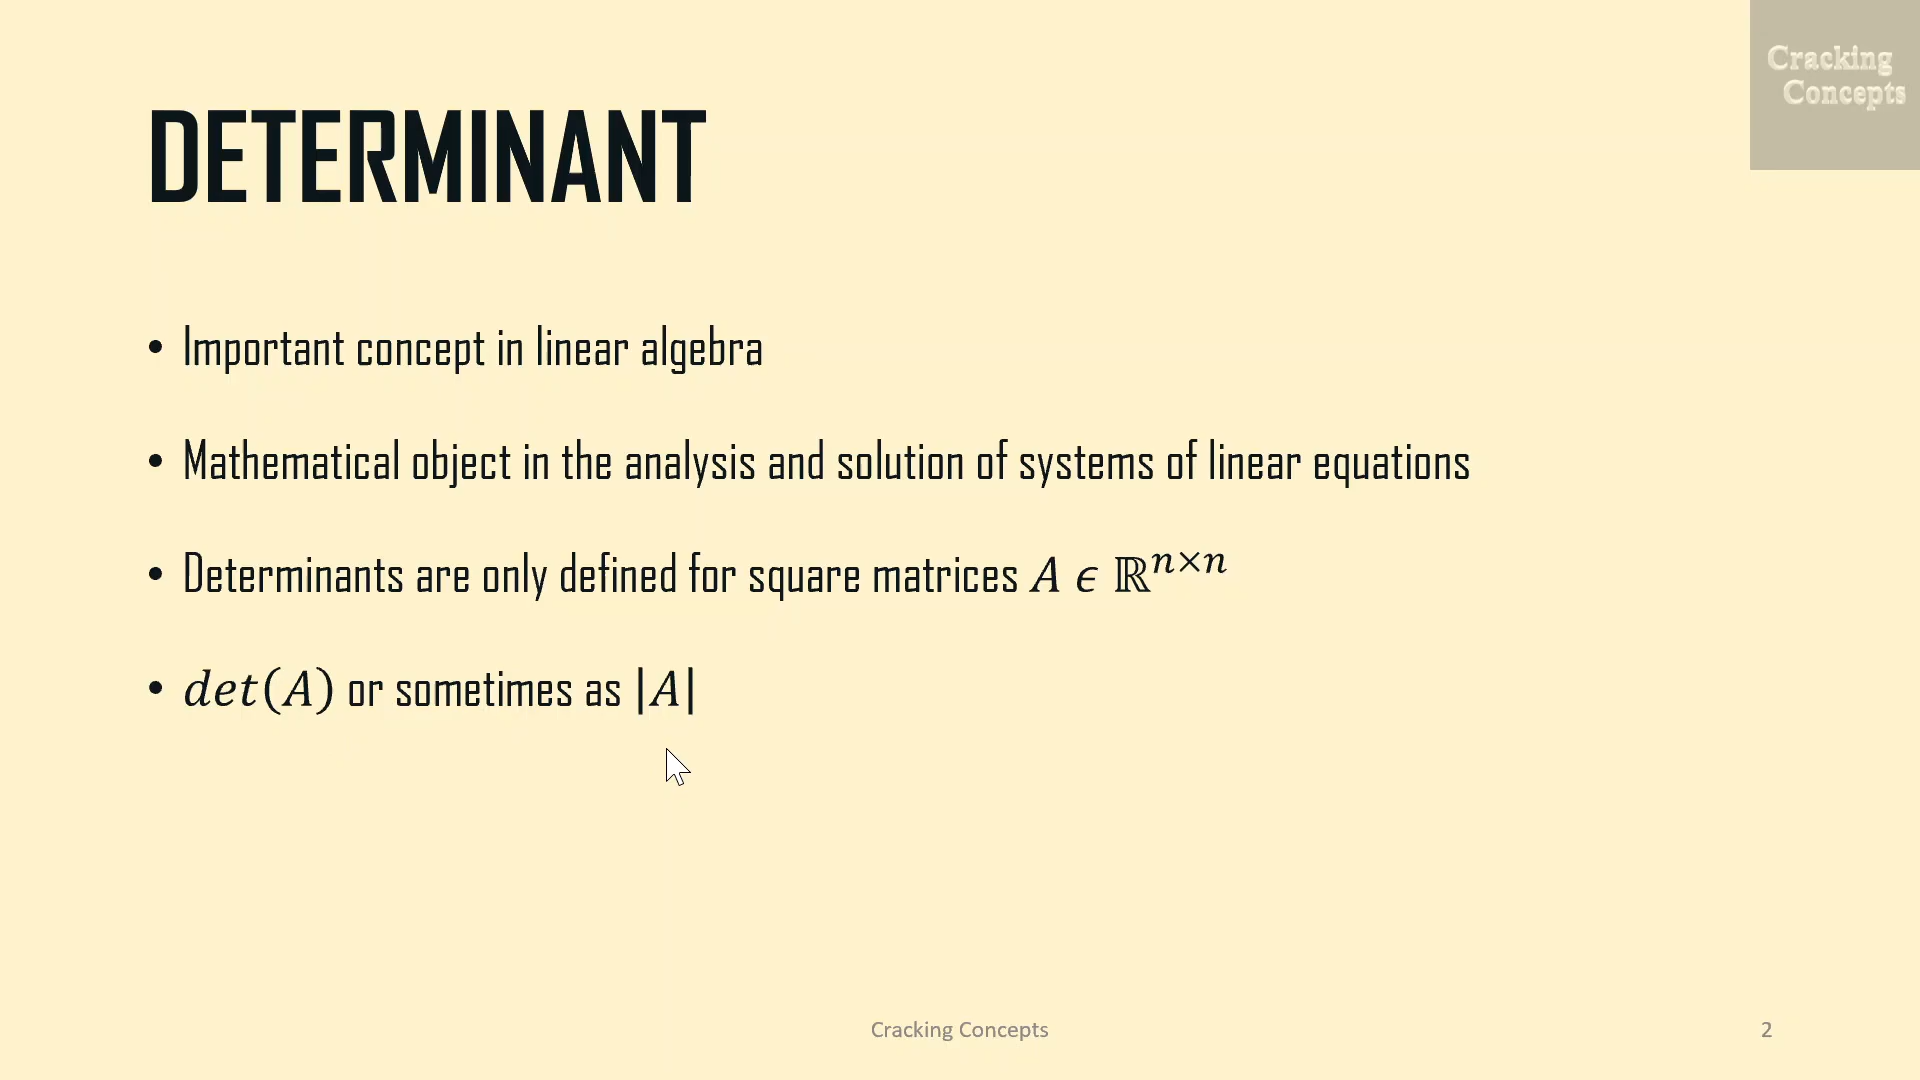 Cracking
Concepts
DETERMINANT
• Important concept in linear algebra
• Mathematical object in the analysis and solution of systems of linear equations
• Determinants are only defined for square matrices 𝐴 𝜖 ℝⁿˣⁿ
• 𝑑𝑒𝑡(𝐴) or sometimes as |𝐴|
Cracking Concepts
2